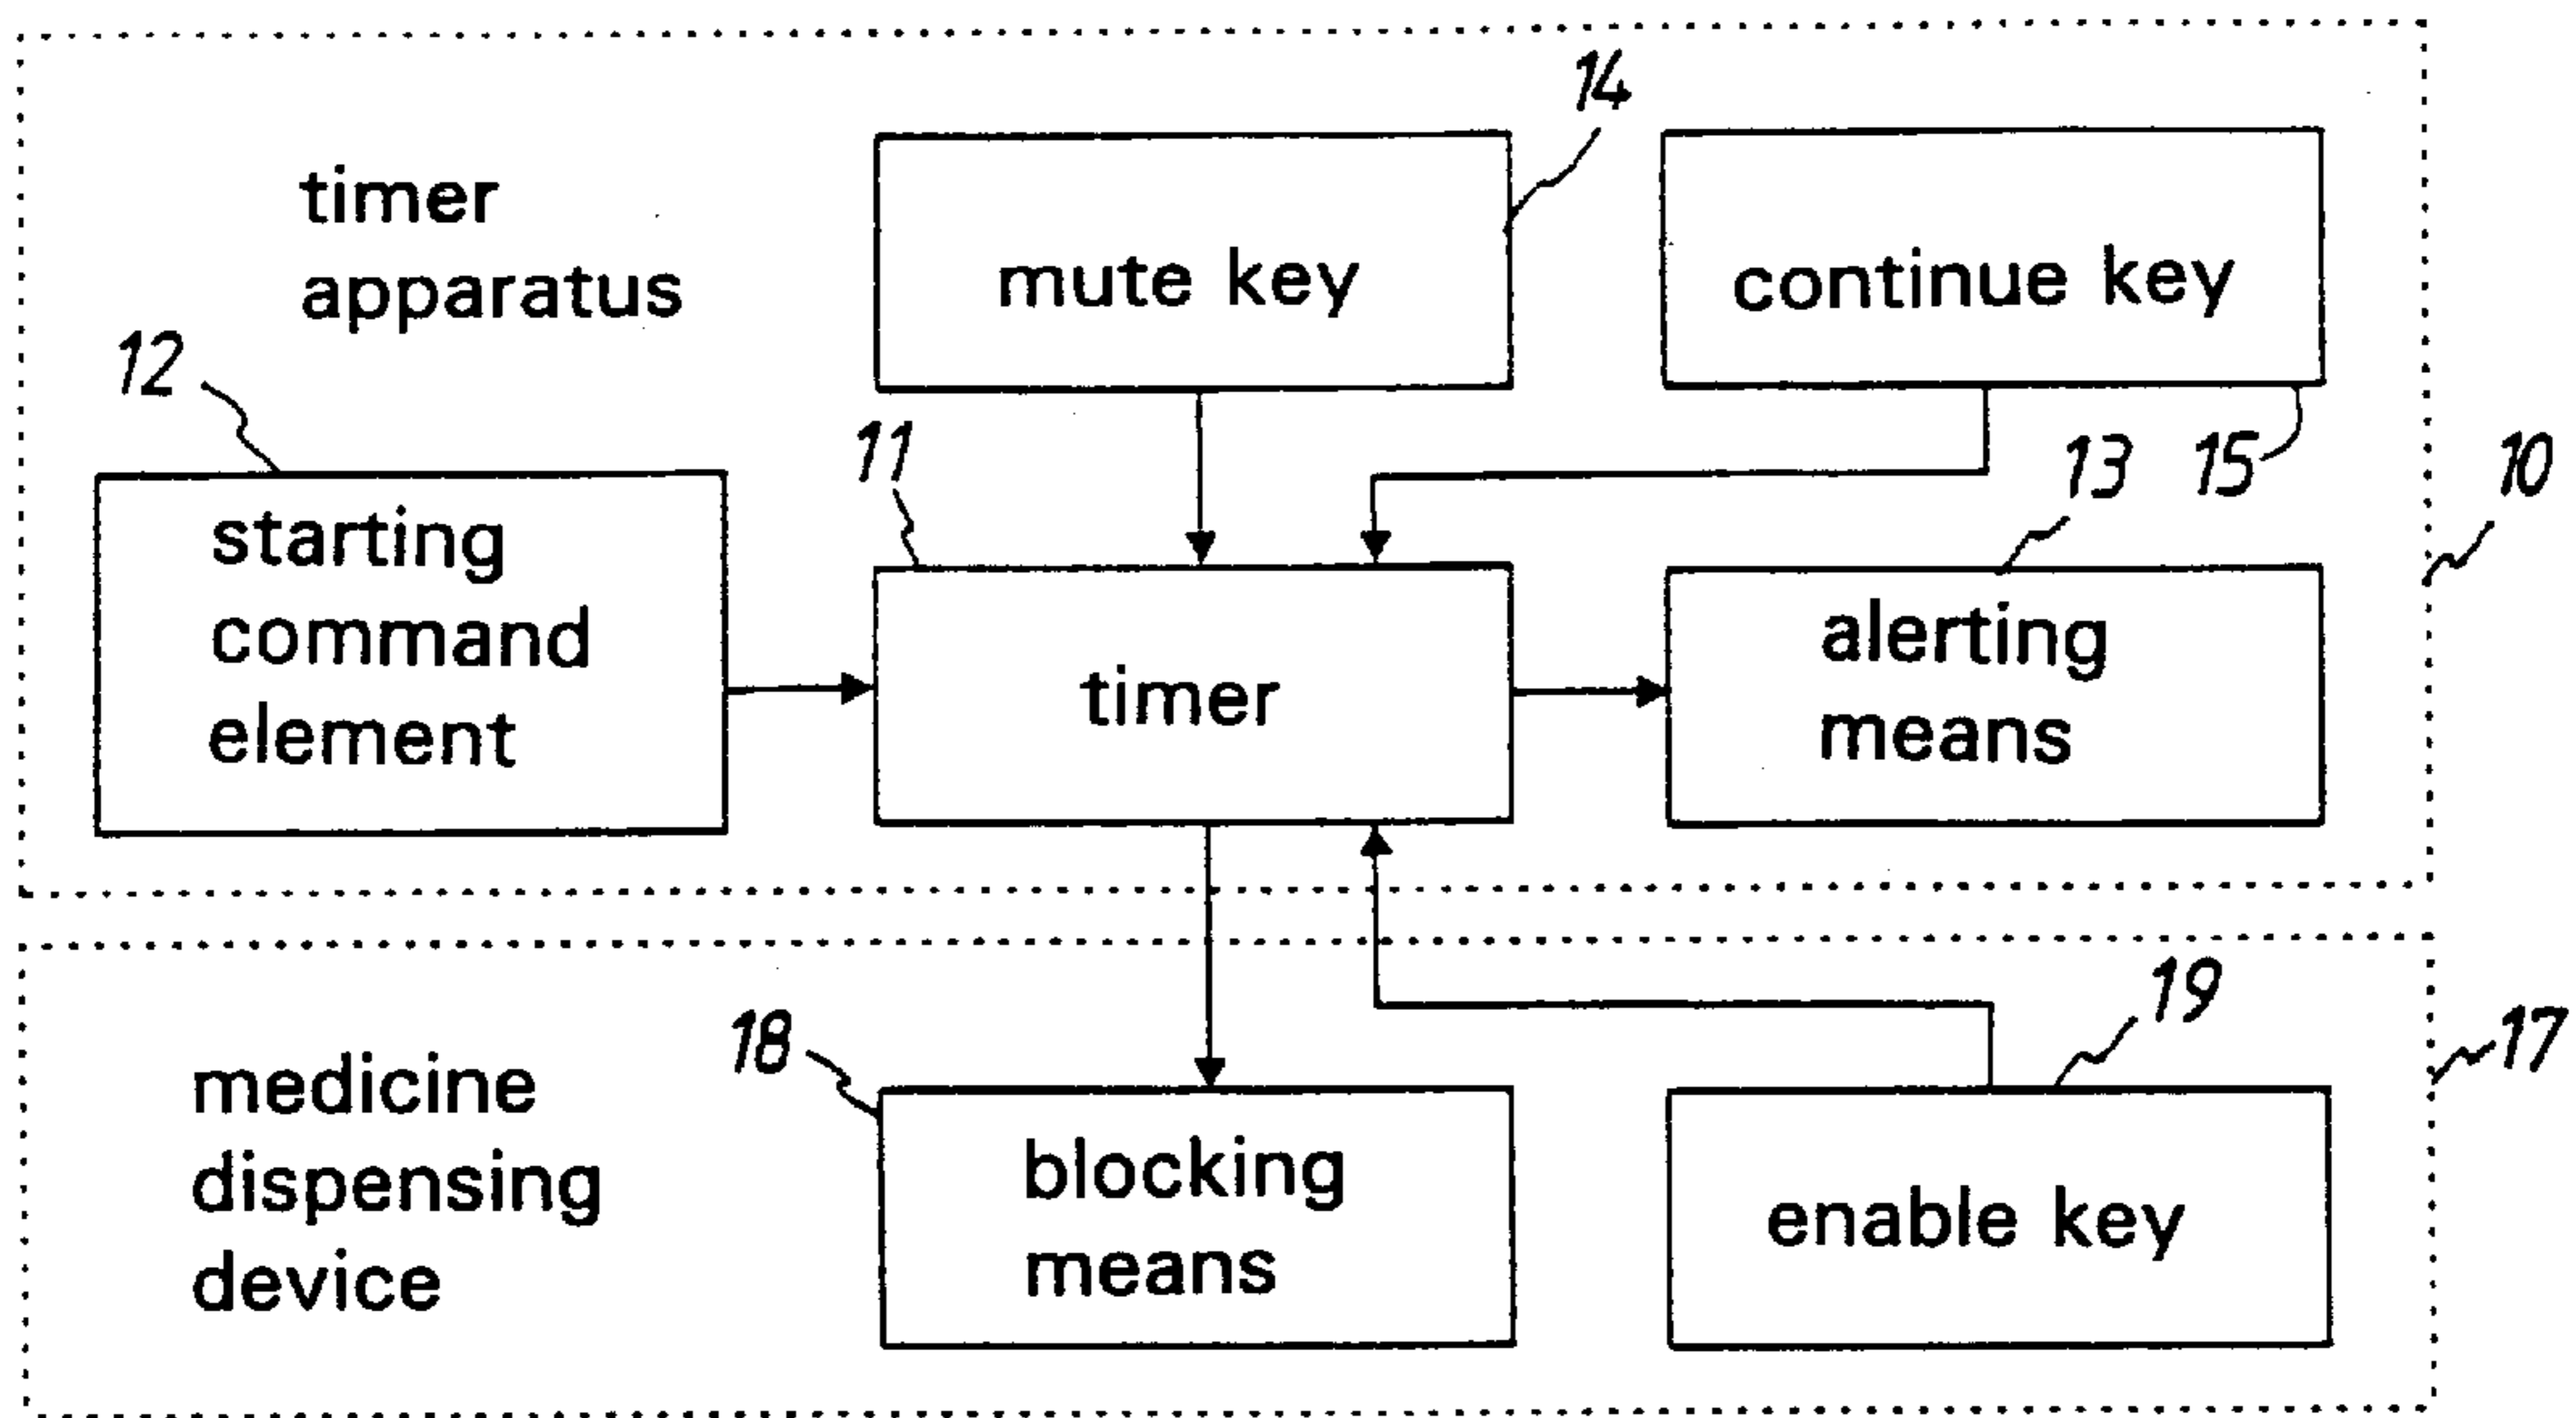 14
timer
apparatus
mute key
continue key
12
11
13
15
10
starting
command
element
timer
alerting
means
18
19
17
medicine
dispensing
device
blocking
means
enable key